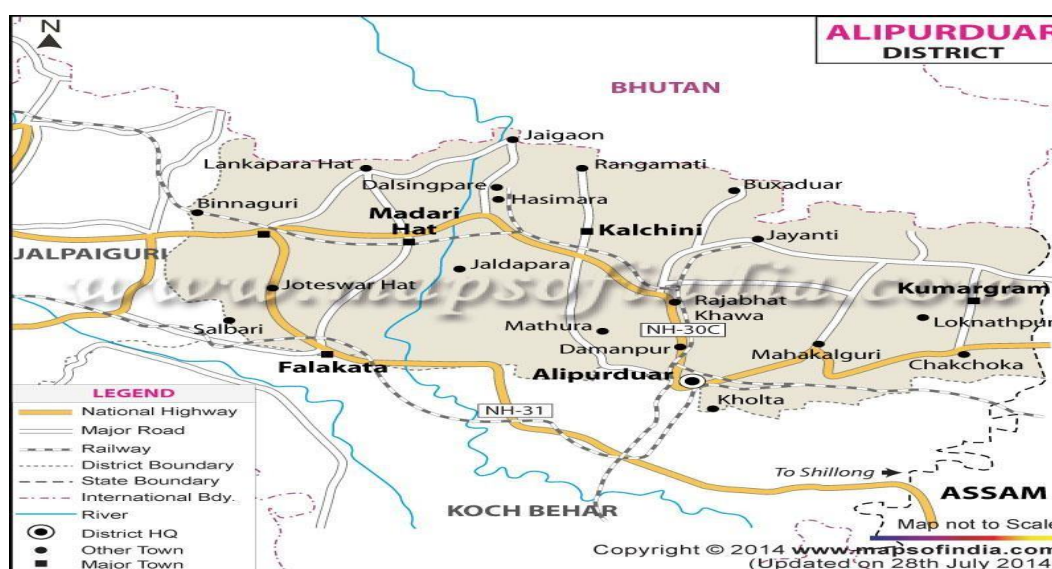 N
ALIPURDUAR
DISTRICT
BHUTAN
Jaigaon
Lankapara Hat
Rangamati
Dalsingpare
Buxaduar
Hasimara
Binnaguri
Madari
Hat
Kalchini
Jayanti
JALPAIGURI
Jaldapara
www.mapsofindia.com
Joteswar Hat
Kumargram
Rajabhat
Khawa
Salbari
Mathura
NH-30C
Loknathpur
Damanpur
Mahakalguri
Chakchoka
Falakata
Alipurduar
Kholta
NH-31
LEGEND
National Highway
Major Road
Railway
District Boundary
State Boundary
International Bdy.
River
District HQ
Other Town
Major Town
To Shillong
ASSAM
KOCH BEHAR
Map not to Scale
Copyright © 2014 www.mapsofindia.com
(Updated on 28th July 2014)